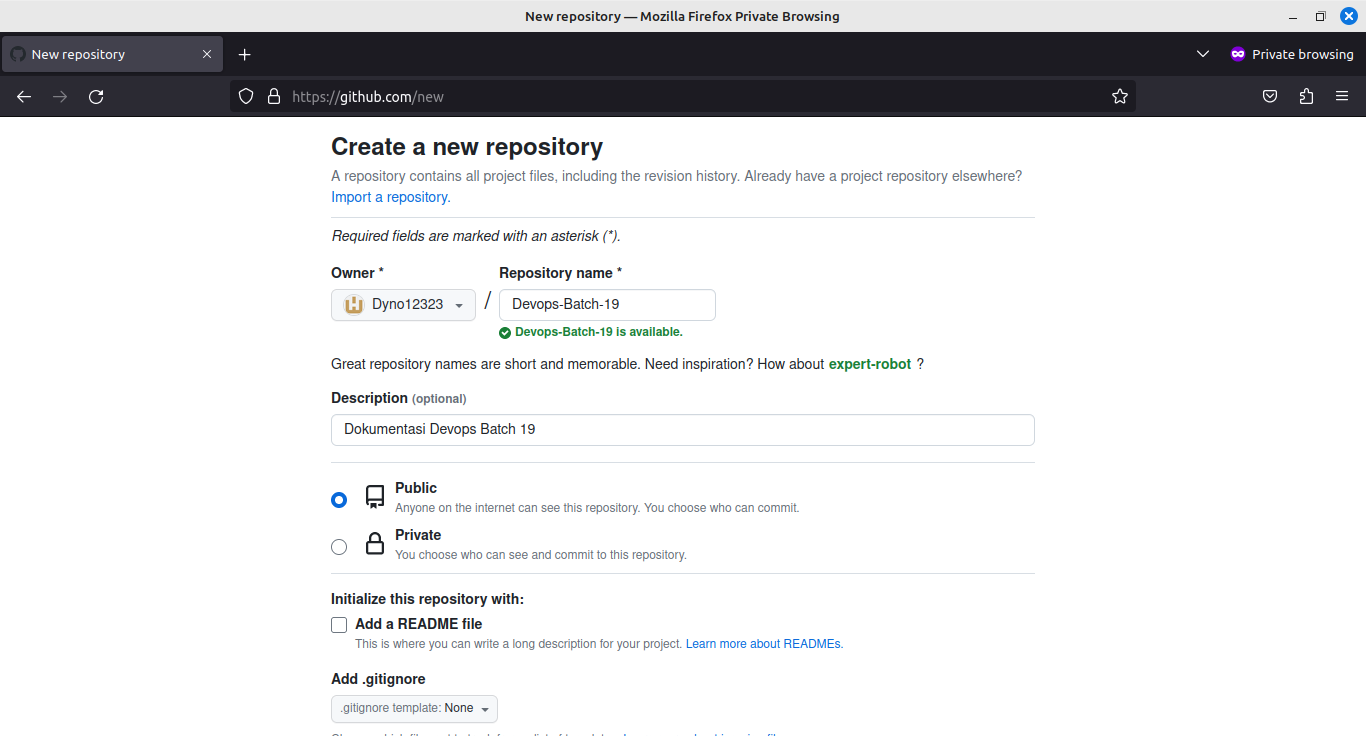 New repository — Mozilla Firefox Private Browsing
New repository
Private browsing
https://github.com/new
Create a new repository
A repository contains all project files, including the revision history. Already have a project repository elsewhere?
Import a repository.
Required fields are marked with an asterisk (*).
Owner * Repository name *
Dyno12323 / Devops-Batch-19
Devops-Batch-19 is available.
Great repository names are short and memorable. Need inspiration? How about expert-robot ?
Description (optional)
Dokumentasi Devops Batch 19
Public
Anyone on the internet can see this repository. You choose who can commit.
Private
You choose who can see and commit to this repository.
Initialize this repository with:
Add a README file
This is where you can write a long description for your project. Learn more about READMEs.
Add .gitignore
.gitignore template: None